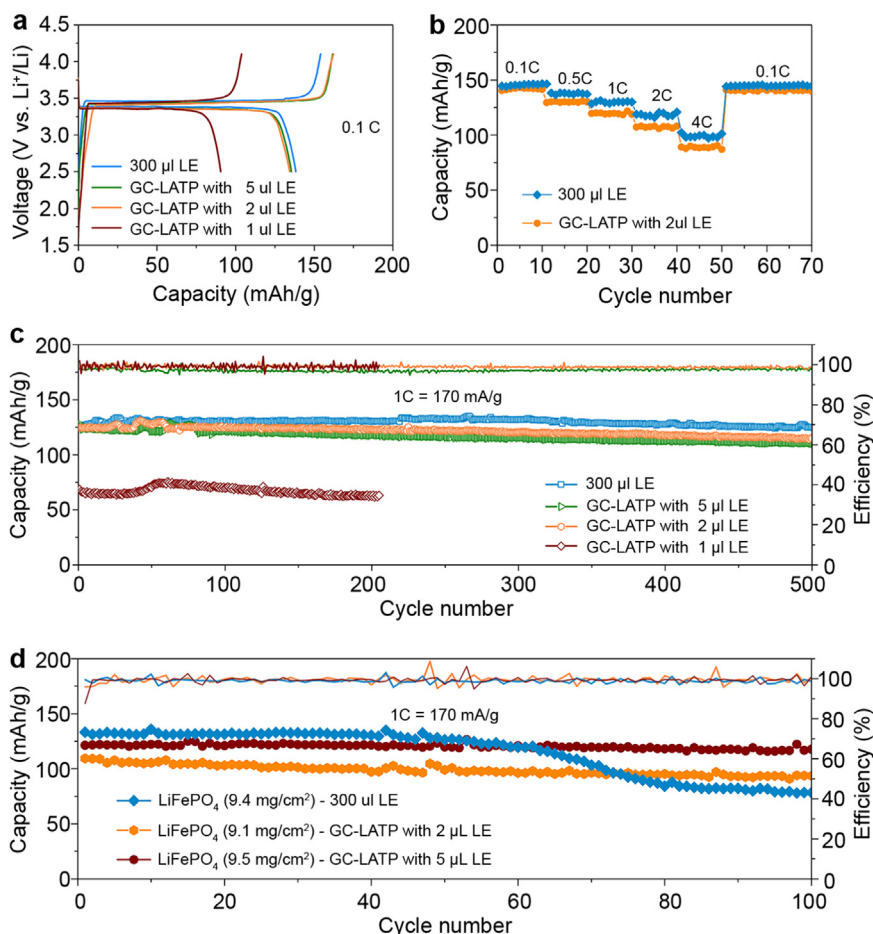 a
4.5
4.0
3.5
3.0
2.5
2.0
1.5
Voltage (V vs. Li⁺/Li)
0.1 C
300 µl LE
GC-LATP with 5 ul LE
GC-LATP with 2 ul LE
GC-LATP with 1 ul LE
0 50 100 150 200
Capacity (mAh/g)
b
200
150
100
50
0
Capacity (mAh/g)
0.1C
0.5C
1C
2C
4C
0.1C
300 µl LE
GC-LATP with 2ul LE
0 10 20 30 40 50 60 70
Cycle number
c
200
150
100
50
0
Capacity (mAh/g)
1C = 170 mA/g
300 µl LE
GC-LATP with 5 µl LE
GC-LATP with 2 µl LE
GC-LATP with 1 µl LE
100
80
60
40
20
0
Efficiency (%)
0 100 200 300 400 500
Cycle number
d
200
150
100
50
0
Capacity (mAh/g)
1C = 170 mA/g
LiFePO₄ (9.4 mg/cm²) - 300 ul LE
LiFePO₄ (9.1 mg/cm²) - GC-LATP with 2 µL LE
LiFePO₄ (9.5 mg/cm²) - GC-LATP with 5 µL LE
100
80
60
40
20
0
Efficiency (%)
0 20 40 60 80 100
Cycle number